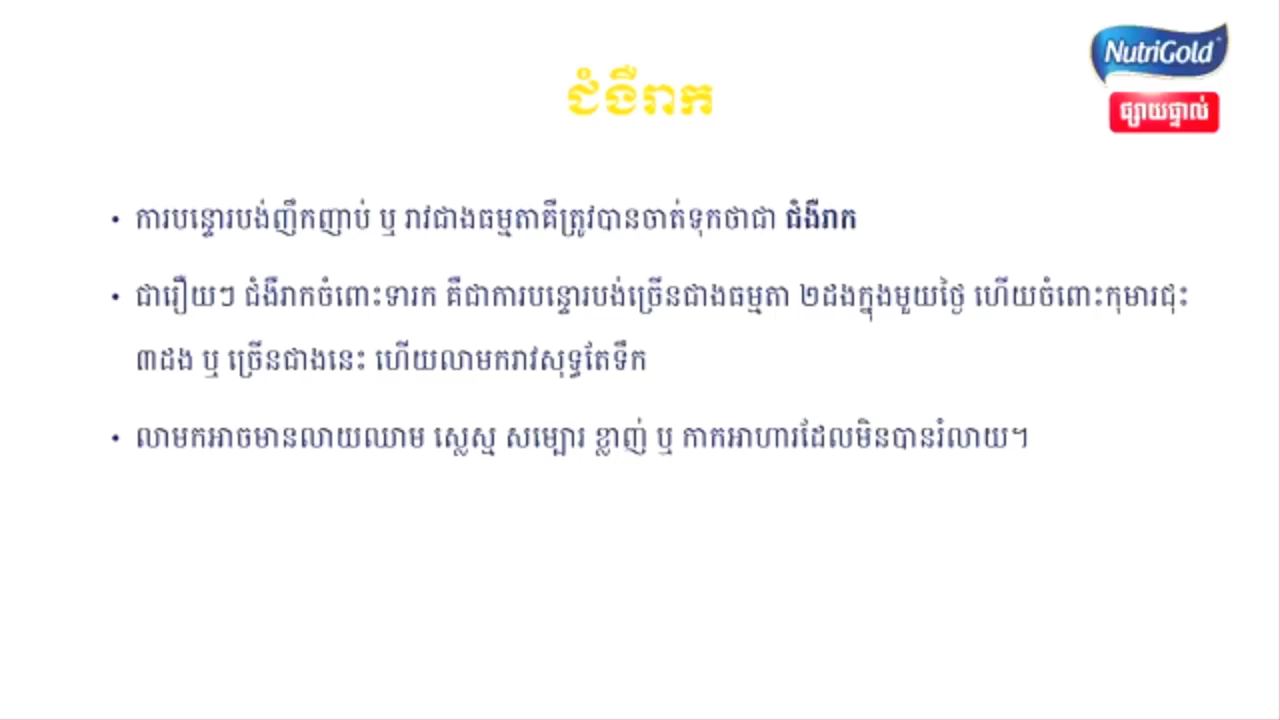 NutriGold
ផ្សាយផ្ទាល់
ជំងឺរាក
• ការបន្ទោរបង់ញឹកញាប់ ឬ រាវជាងធម្មតាគឺត្រូវបានចាត់ទុកថាជា ជំងឺរាក
• ជារឿយៗ ជំងឺរាកចំពោះទារក គឺជាការបន្ទោរបង់ច្រើនជាងធម្មតា ២ដងក្នុងមួយថ្ងៃ ហើយចំពោះកុមារជុះ
៣ដង ឬ ច្រើនជាងនេះ ហើយលាមករាវសុទ្ធតែទឹក
• លាមកអាចមានលាយឈាម ស្លេស្ម សម្បោរ ខ្លាញ់ ឬ កាកអាហារដែលមិនបានរំលាយ។